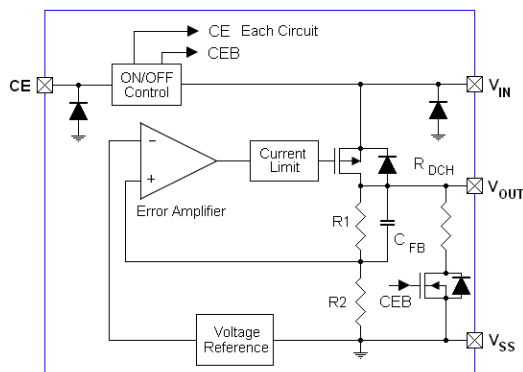 CE Each Circuit
CEB
CE
ON/OFF
Control
VIN
−
+
Error Amplifier
Current
Limit
RDCH
VOUT
R1
CFB
CEB
R2
Voltage
Reference
VSS